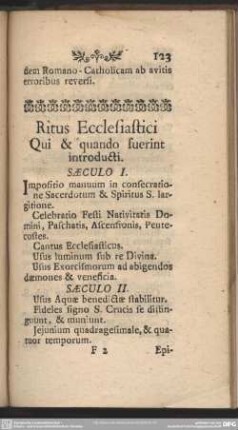 123
dem Romano-Catholicam ab avitis
erroribus reversi.
Ritus Ecclesiastici
Qui & quando fuerint
introducti.
SÆCULO I.
Impositio manuum in consecratio-
ne Sacerdotum & Spiritus S. lar-
gitione.
Celebratio Festi Nativitatis Do-
mini, Paschatis, Ascensionis, Pente-
costes.
Cantus Ecclesiasticus.
Usus luminum sub re Divina.
Usus Exorcismorum ad abigendos
dæmones & veneficia.
SÆCULO II.
Usus Aquæ benedictæ stabilitur.
Fideles signo S. Crucis se distin-
guunt, & muniunt.
Jejunium quadragesimale, & qua-
tuor temporum.
F 2 Epi-